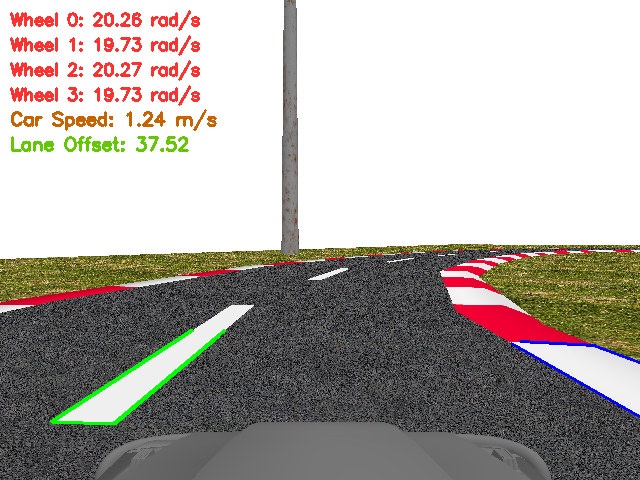 Wheel 0: 20.26 rad/s
Wheel 1: 19.73 rad/s
Wheel 2: 20.27 rad/s
Wheel 3: 19.73 rad/s
Car Speed: 1.24 m/s
Lane Offset: 37.52